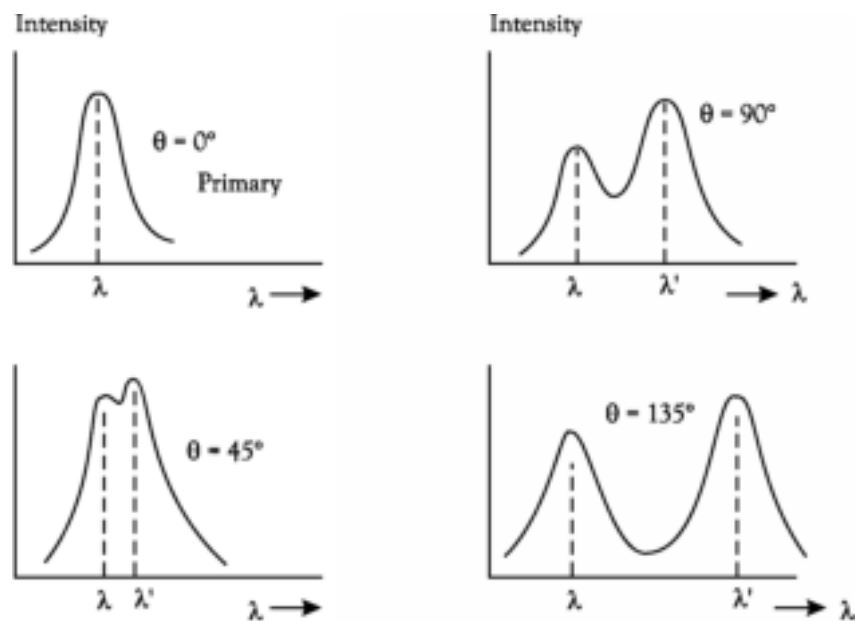 Intensity
θ = 0°
Primary
λ
λ
Intensity
θ = 90°
λ
λ'
λ
θ = 45°
λ
λ'
λ
θ = 135°
λ
λ'
λ